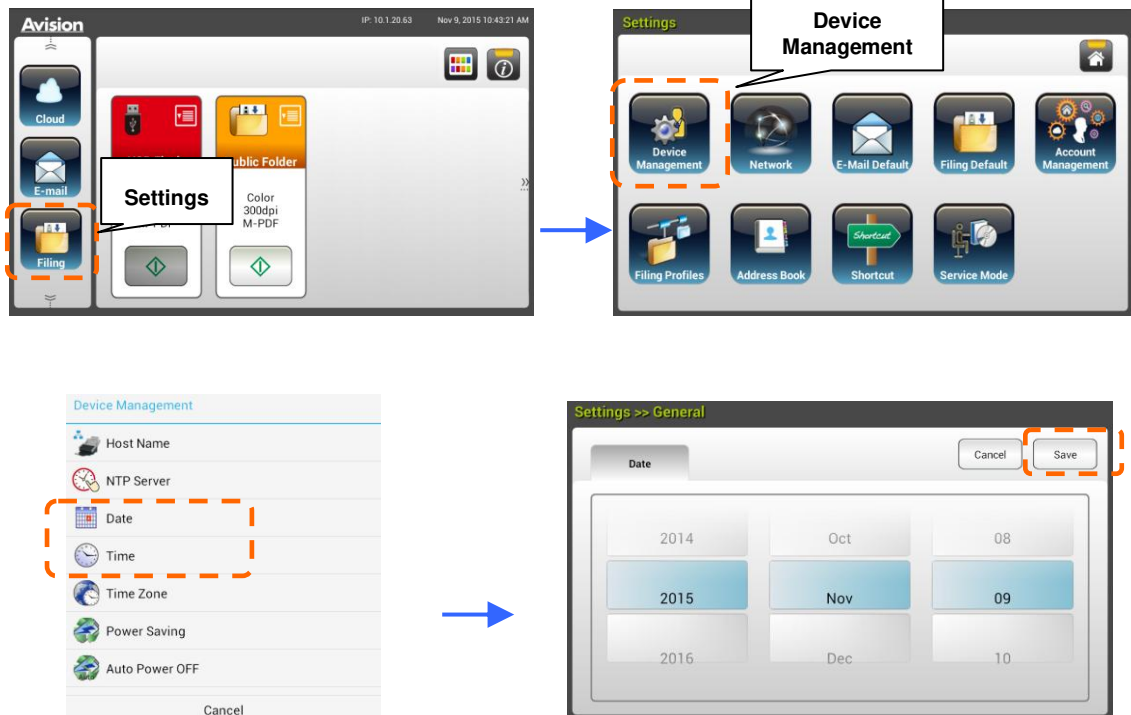 Avision
IP: 10.1.20.63 Nov 9, 2015 10:43:21 AM
Cloud
E-mail
Filing
Settings
Public Folder
Color
300dpi
M-PDF
Settings
Device
Management
Device
Management
Network
E-Mail Default
Filing Default
Account
Management
Filing Profiles
Address Book
Shortcut
Shortcut
Service Mode
Device Management
Host Name
NTP Server
Date
Time
Time Zone
Power Saving
Auto Power OFF
Cancel
Settings >> General
Date
Cancel
Save
2014 Oct 08
2015 Nov 09
2016 Dec 10